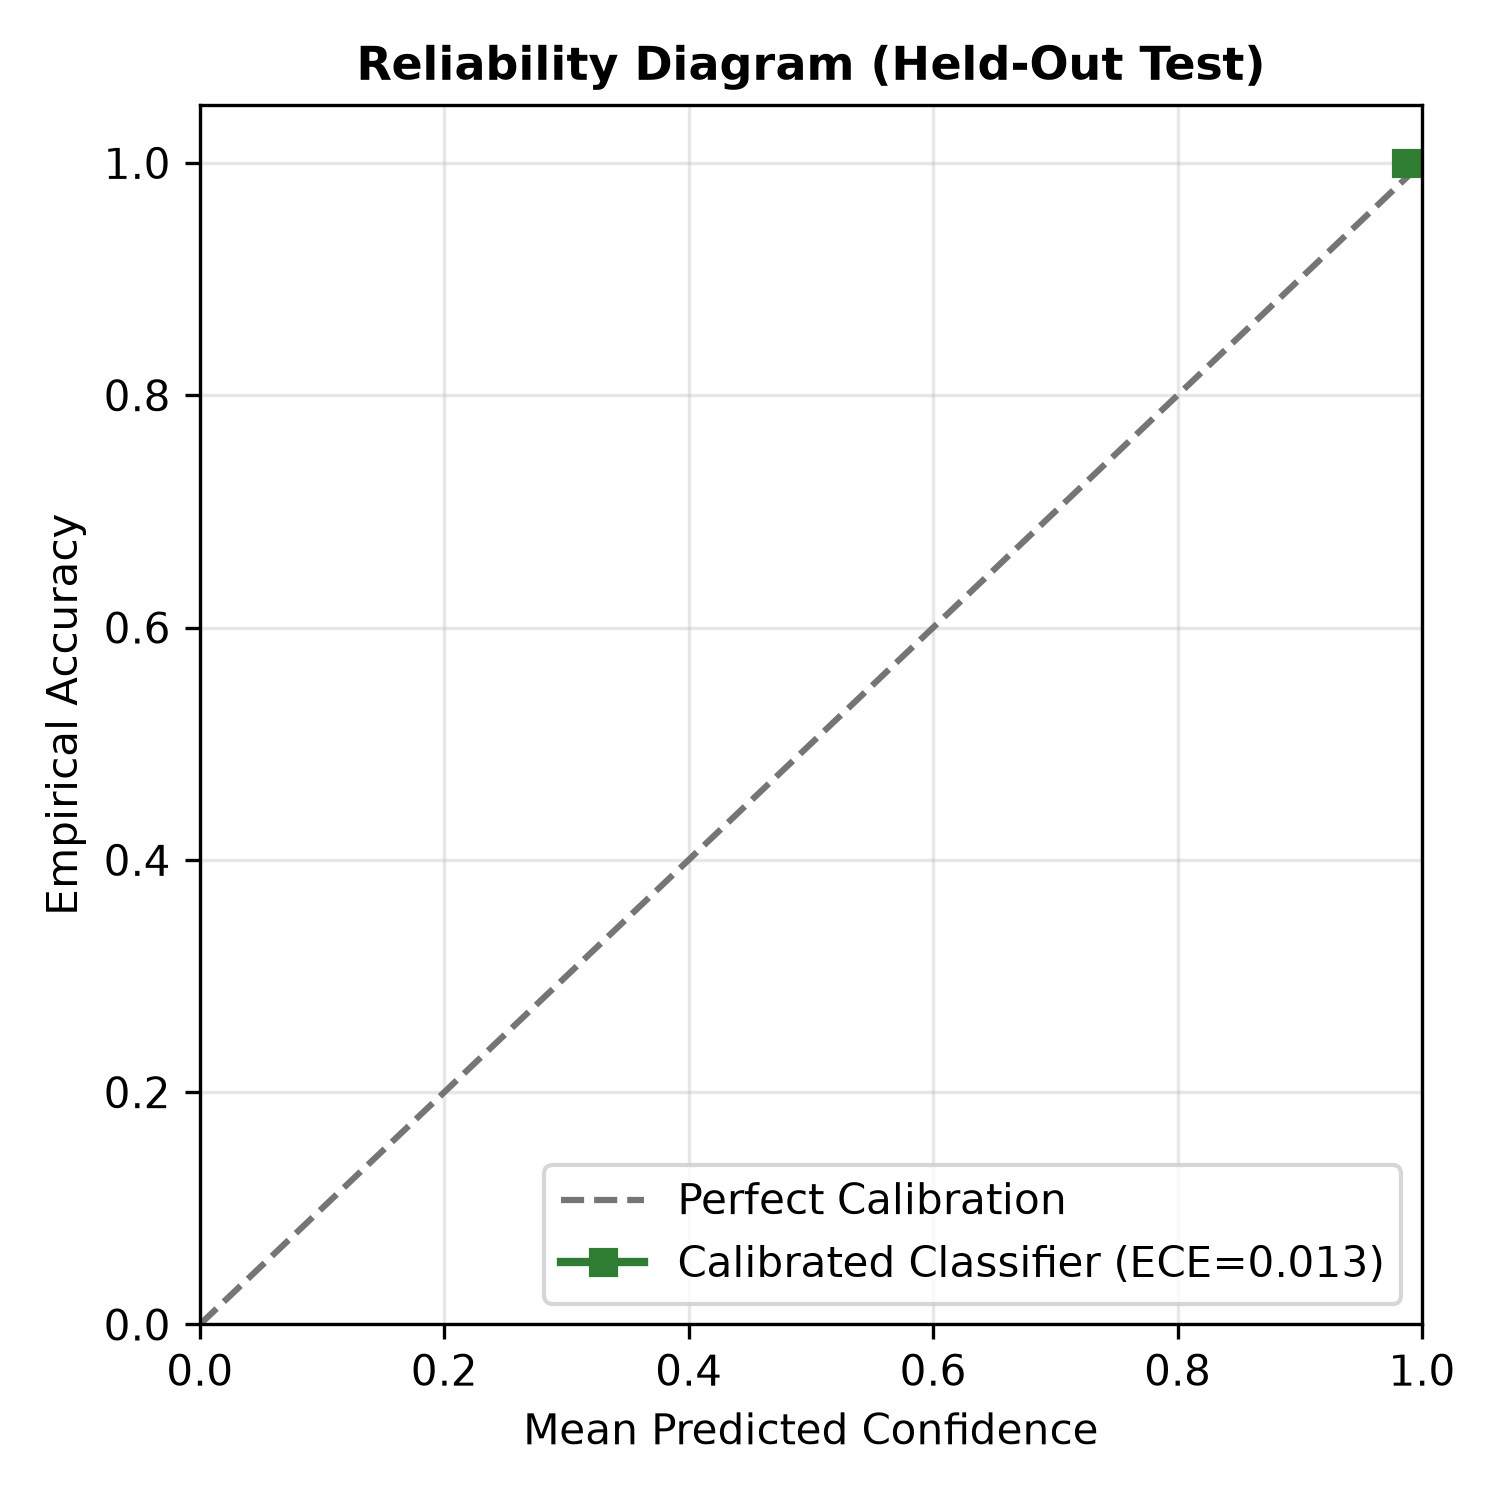 Reliability Diagram (Held-Out Test)
1.0
0.8
0.6
0.4
0.2
0.0
Empirical Accuracy
Perfect Calibration
Calibrated Classifier (ECE=0.013)
0.0 0.2 0.4 0.6 0.8 1.0
Mean Predicted Confidence